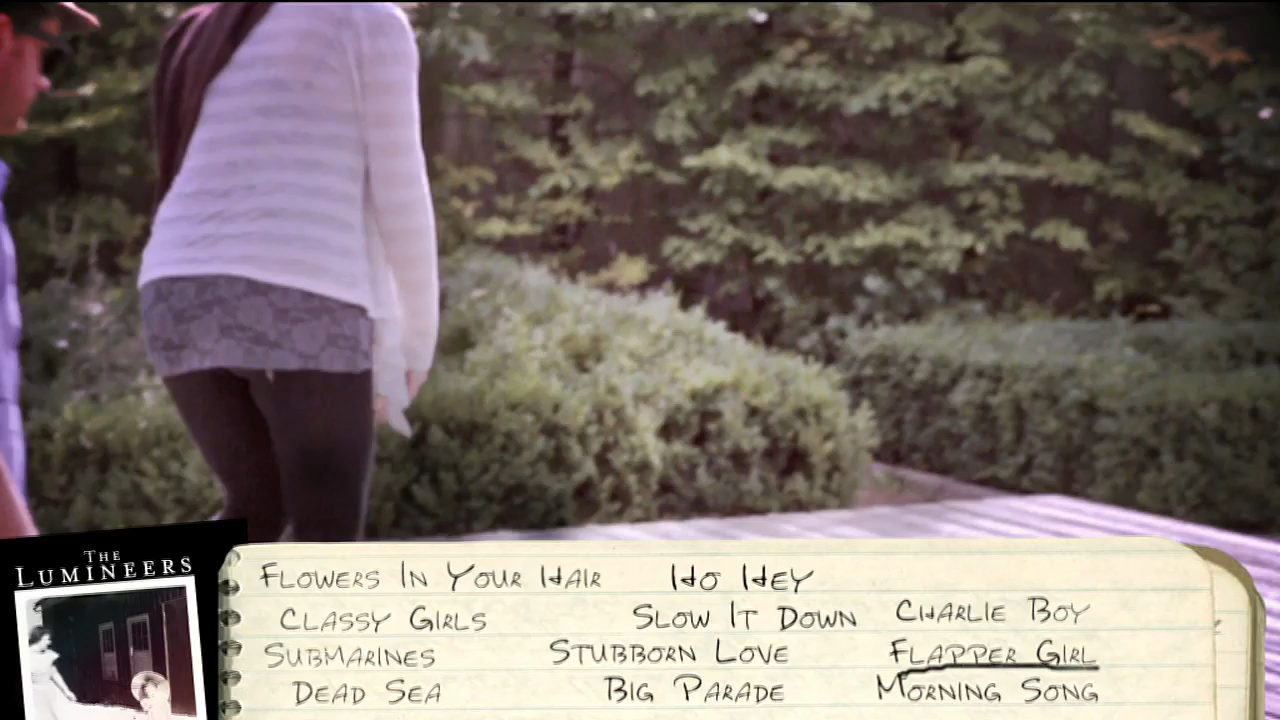 THE
LUMINEERS
FLOWERS IN YOUR HAIR HO HEY
CLASSY GIRLS SLOW IT DOWN CHARLIE BOY
SUBMARINES STUBBORN LOVE FLAPPER GIRL
DEAD SEA BIG PARADE MORNING SONG